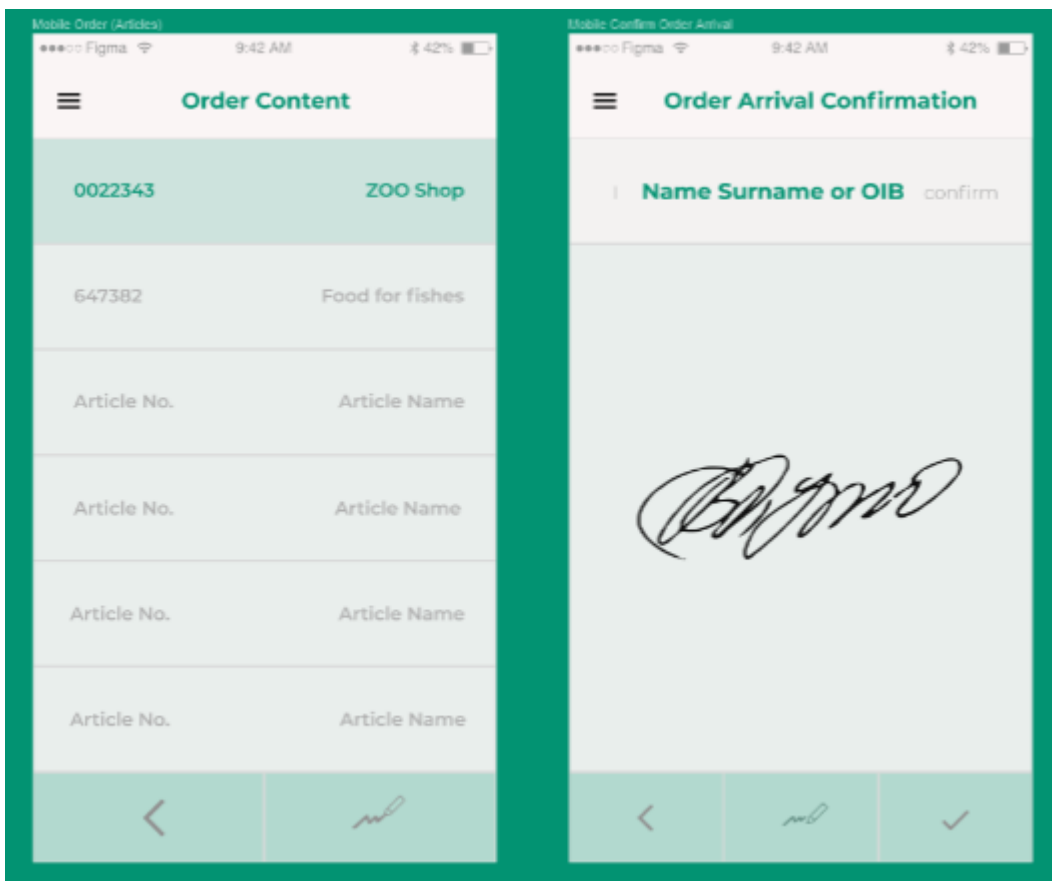 Mobile Order (Articles)
Figma 9:42 AM 42%
Order Content
0022343 ZOO Shop
647382 Food for fishes
Article No. Article Name
Article No. Article Name
Article No. Article Name
Article No. Article Name
Mobile Confirm Order Arrival
Figma 9:42 AM 42%
Order Arrival Confirmation
Name Surname or OIB confirm